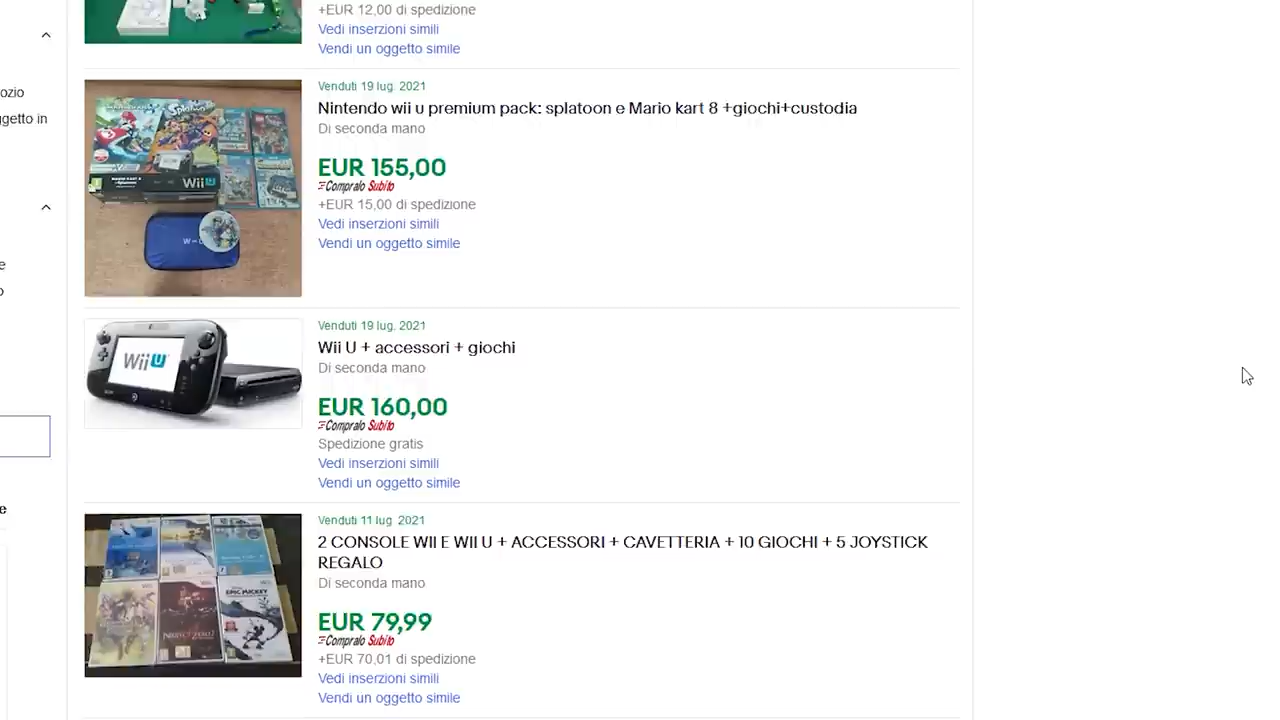 +EUR 12,00 di spedizione
Vedi inserzioni simili
Vendi un oggetto simile
ozio
ggetto in
Venduti 19 lug. 2021
Nintendo wii u premium pack: splatoon e Mario kart 8 +giochi+custodia
Di seconda mano
EUR 155,00
Compralo Subito
+EUR 15,00 di spedizione
Vedi inserzioni simili
Vendi un oggetto simile
WiiU
e
o
Venduti 19 lug. 2021
Wii U + accessori + giochi
Di seconda mano
EUR 160,00
Compralo Subito
Spedizione gratis
Vedi inserzioni simili
Vendi un oggetto simile
WiiU
e
Venduti 11 lug 2021
2 CONSOLE WII E WII U + ACCESSORI + CAVETTERIA + 10 GIOCHI + 5 JOYSTICK
REGALO
Di seconda mano
EUR 79,99
Compralo Subito
+EUR 70,01 di spedizione
Vedi inserzioni simili
Vendi un oggetto simile
EPIC MICKEY